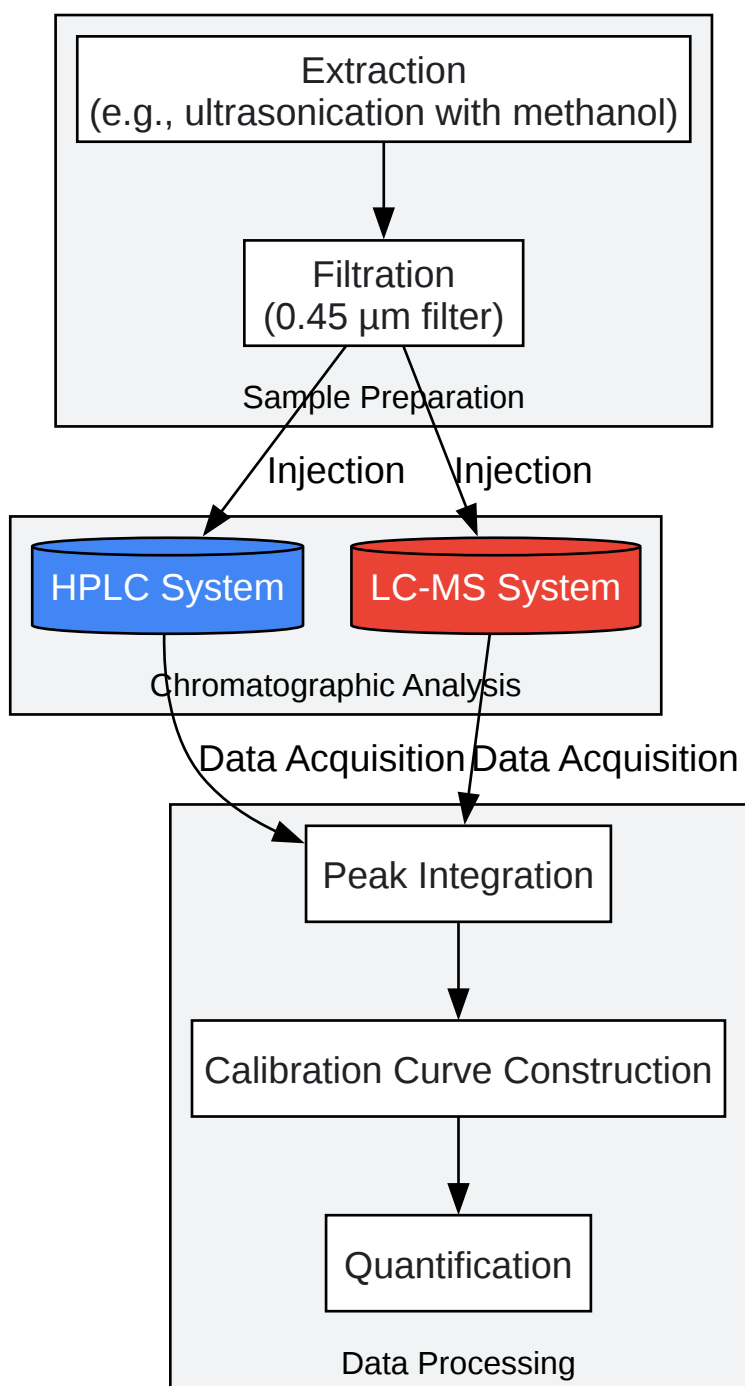 Extraction
(e.g., ultrasonication with methanol)
Filtration
(0.45 µm filter)
Sample Preparation
Injection
Injection
HPLC System
LC-MS System
Chromatographic Analysis
Data Acquisition
Data Acquisition
Peak Integration
Calibration Curve Construction
Quantification
Data Processing